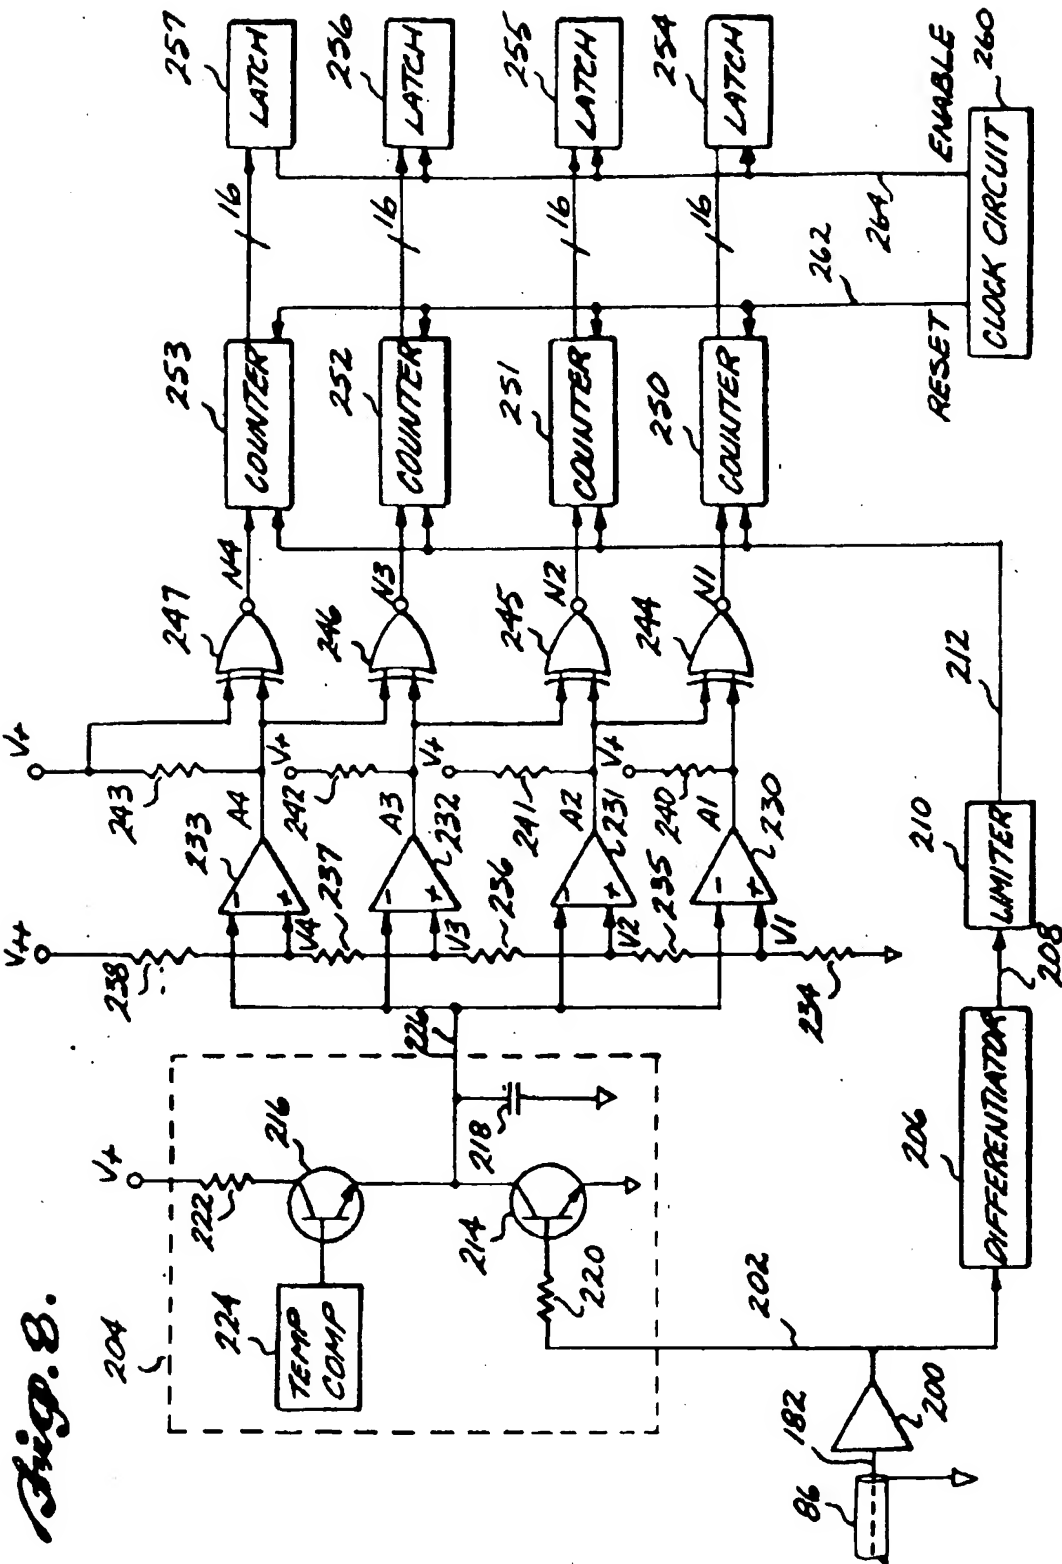 Fig. 8.
204
224
TEMP
COMP
V+
222
216
214
220
218
226
202
86
182
200
206
DIFFERENTIATOR
208
LIMITER
210
212
V++
238
V4
237
V3
236
V2
235
V1
234
233
232
231
230
-
+
-
+
-
+
-
+
A4
A3
A2
A1
V+
243
V+
242
V+
241
V+
240
247
246
245
244
N4
N3
N2
N1
253
COUNTER
252
COUNTER
251
COUNTER
250
COUNTER
16
16
16
16
257
LATCH
256
LATCH
255
LATCH
254
LATCH
RESET
262
264
ENABLE
CLOCK CIRCUIT
260